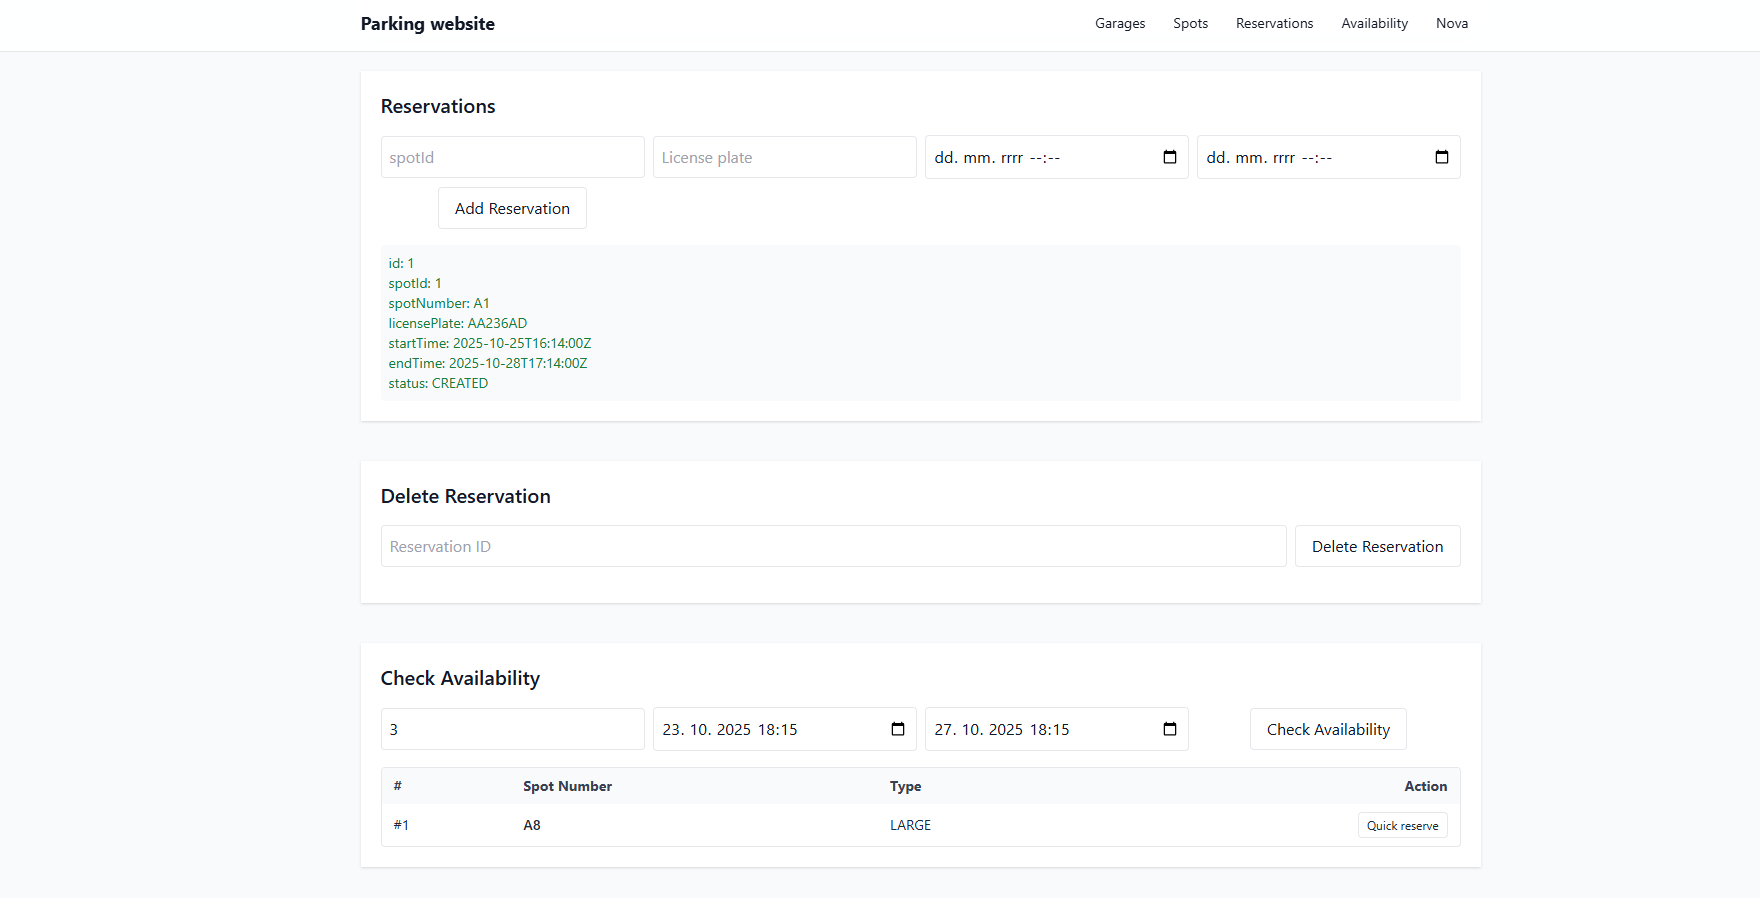 Parking website Garages Spots Reservations Availability Nova
Reservations
spotId License plate dd. mm. rrrr --:-- dd. mm. rrrr --:--
Add Reservation
id: 1
spotId: 1
spotNumber: A1
licensePlate: AA236AD
startTime: 2025-10-25T16:14:00Z
endTime: 2025-10-28T17:14:00Z
status: CREATED
Delete Reservation
Reservation ID Delete Reservation
Check Availability
3 23. 10. 2025 18:15 27. 10. 2025 18:15 Check Availability
# Spot Number Type Action
#1 A8 LARGE Quick reserve